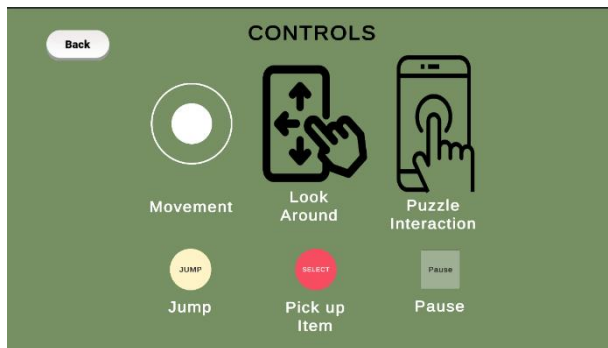 Back
CONTROLS
Movement
Look
Around
Puzzle
Interaction
JUMP
SELECT
Pause
Jump
Pick up
Item
Pause